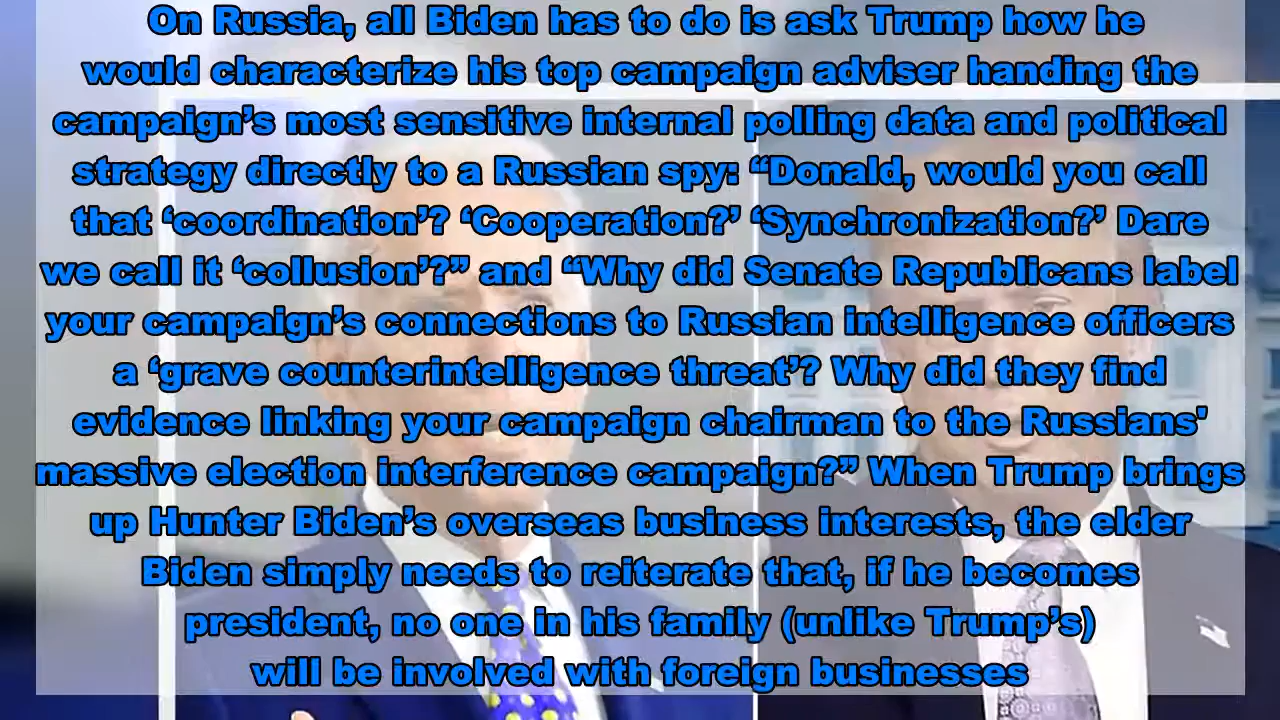 On Russia, all Biden has to do is ask Trump how he
would characterize his top campaign adviser handing the
campaign’s most sensitive internal polling data and political
strategy directly to a Russian spy: “Donald, would you call
that ‘coordination’? ‘Cooperation?’ ‘Synchronization?’ Dare
we call it ‘collusion’?” and “Why did Senate Republicans label
your campaign’s connections to Russian intelligence officers
a ‘grave counterintelligence threat’? Why did they find
evidence linking your campaign chairman to the Russians'
massive election interference campaign?” When Trump brings
up Hunter Biden’s overseas business interests, the elder
Biden simply needs to reiterate that, if he becomes
president, no one in his family (unlike Trump’s)
will be involved with foreign businesses